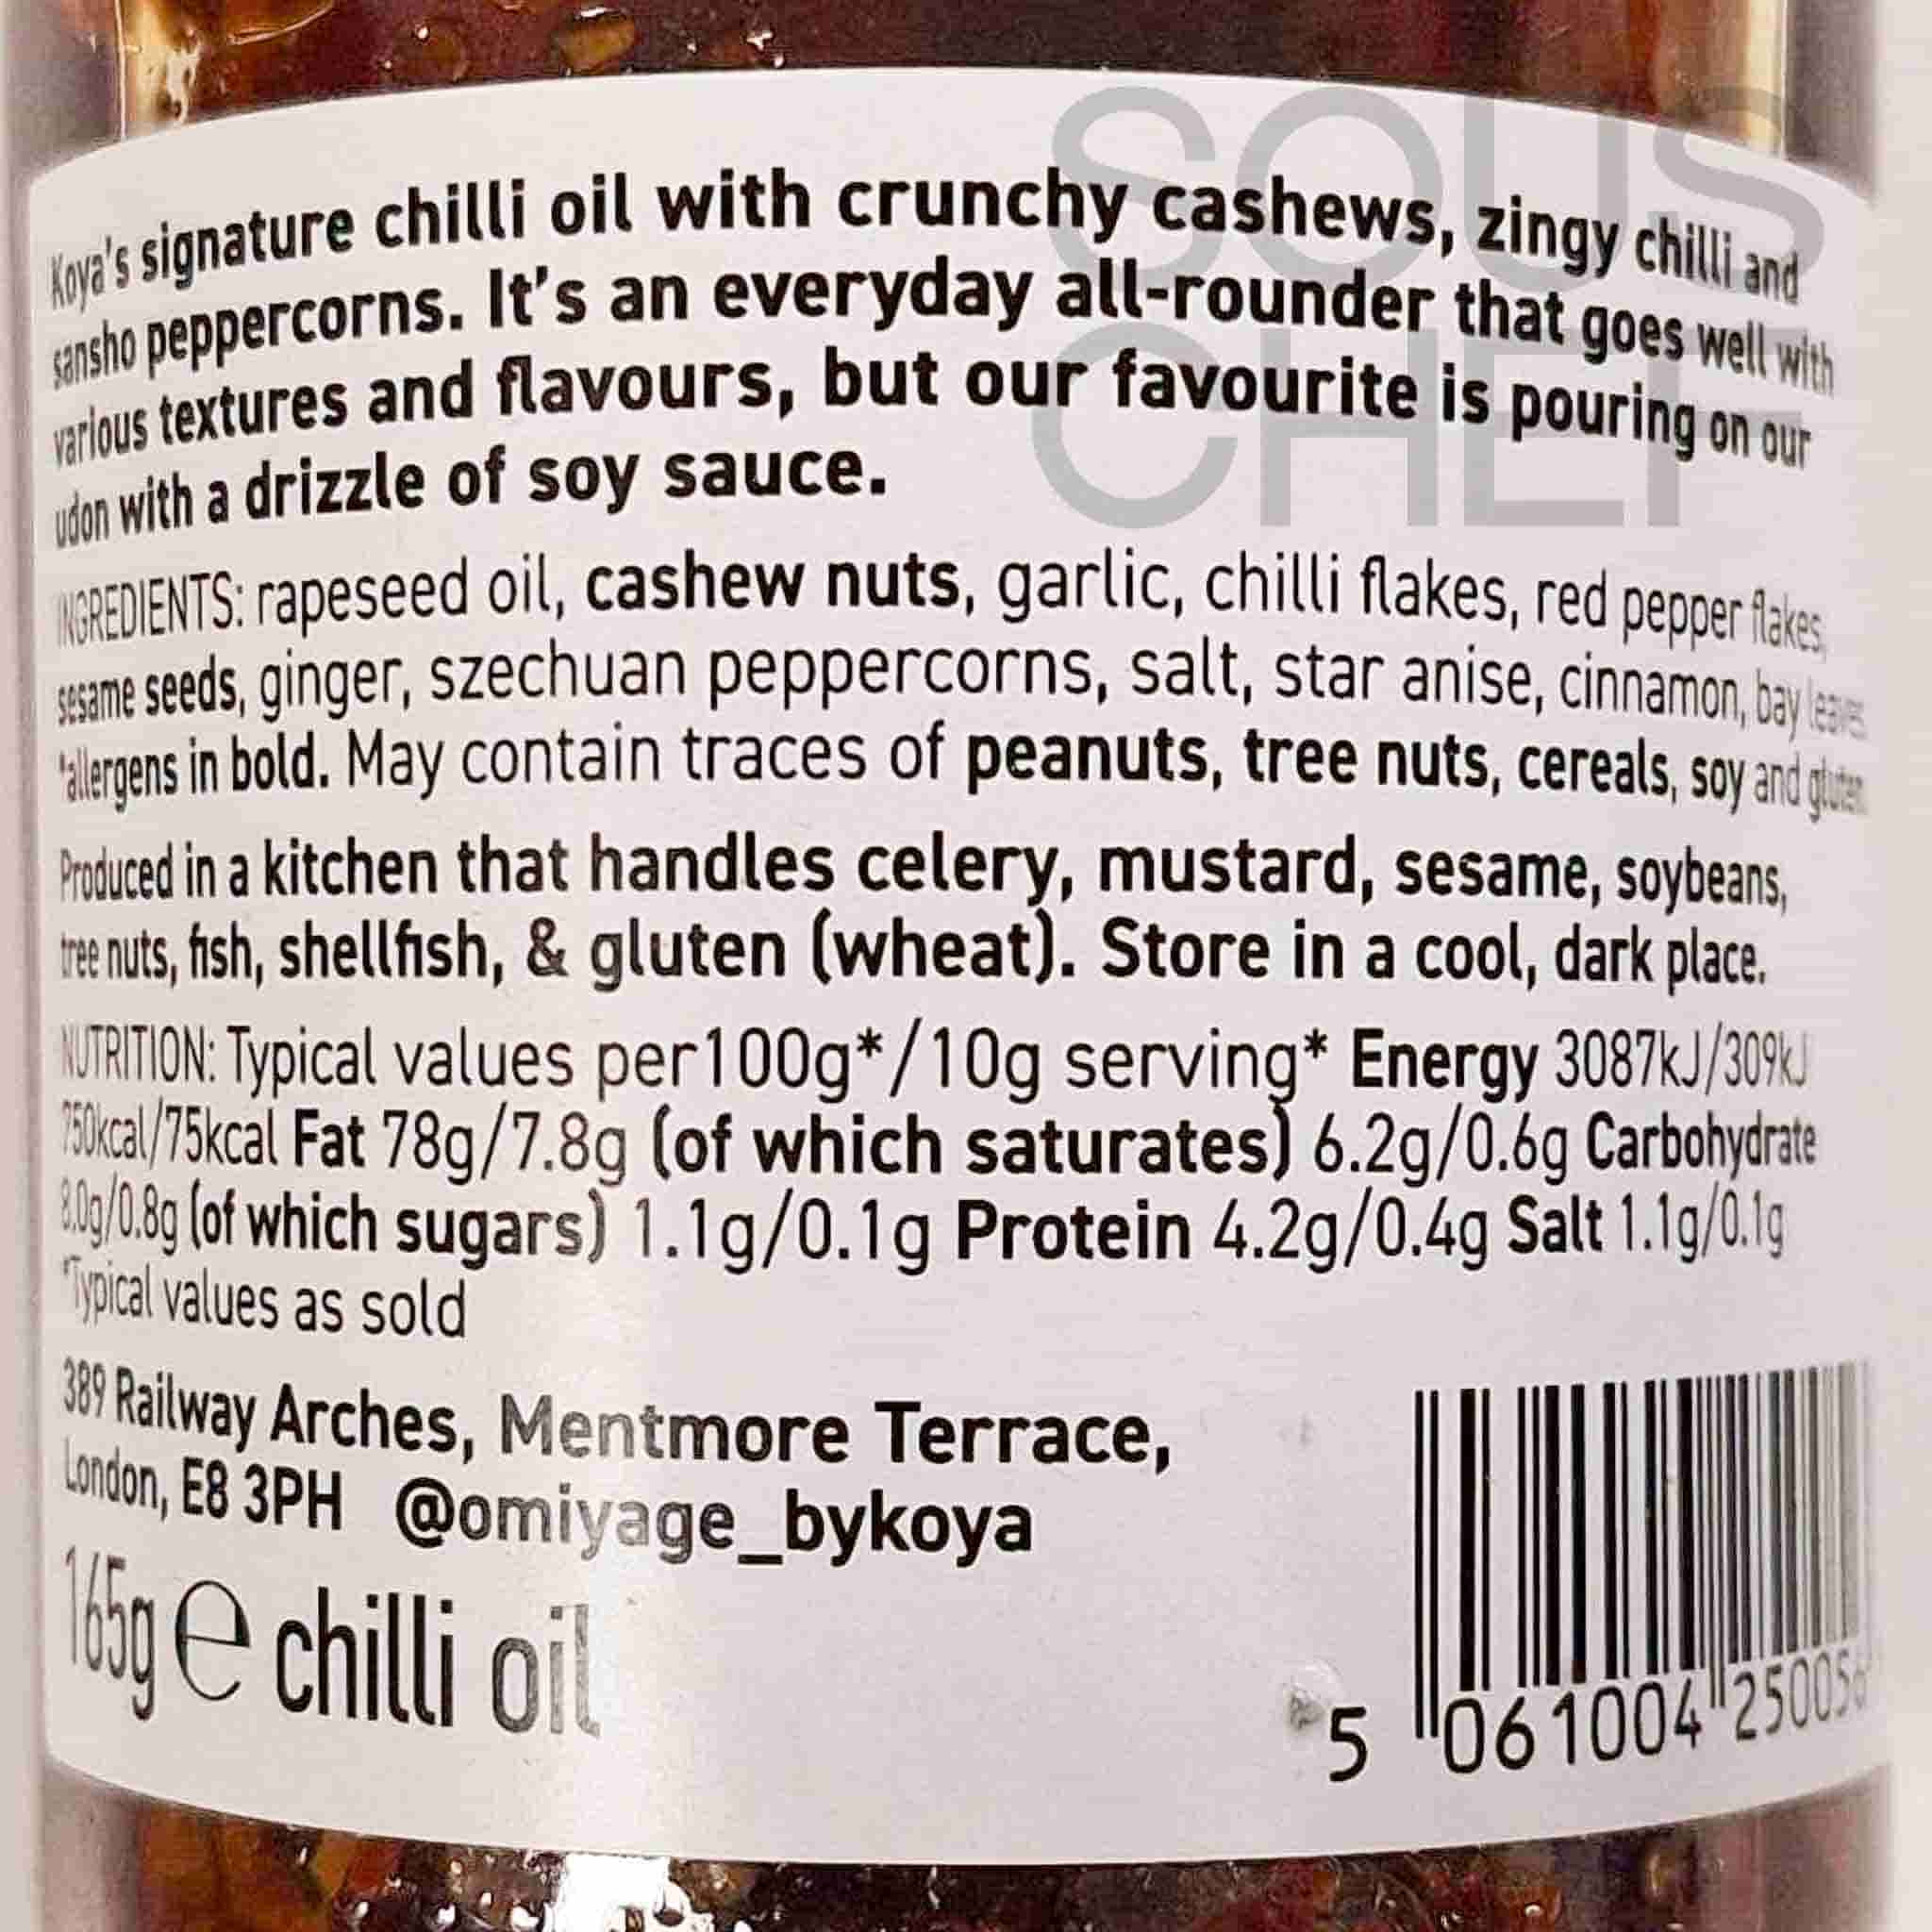 SOUS
CHEF
Koya's signature chilli oil with crunchy cashews, zingy chilli and
sansho peppercorns. It's an everyday all-rounder that goes well with
various textures and flavours, but our favourite is pouring on our
udon with a drizzle of soy sauce.
INGREDIENTS: rapeseed oil, cashew nuts, garlic, chilli flakes, red pepper flakes,
sesame seeds, ginger, szechuan peppercorns, salt, star anise, cinnamon, bay leaves
*allergens in bold. May contain traces of peanuts, tree nuts, cereals, soy and gluten.
Produced in a kitchen that handles celery, mustard, sesame, soybeans,
tree nuts, fish, shellfish, & gluten (wheat). Store in a cool, dark place.
NUTRITION: Typical values per100g*/10g serving* Energy 3087kJ/309kJ
750kcal/75kcal Fat 78g/7.8g (of which saturates) 6.2g/0.6g Carbohydrate
8.0g/0.8g (of which sugars) 1.1g/0.1g Protein 4.2g/0.4g Salt 1.1g/0.1g
*Typical values as sold
389 Railway Arches, Mentmore Terrace,
London, E8 3PH @omiyage_bykoya
165g e chilli oil
5 061004 250056